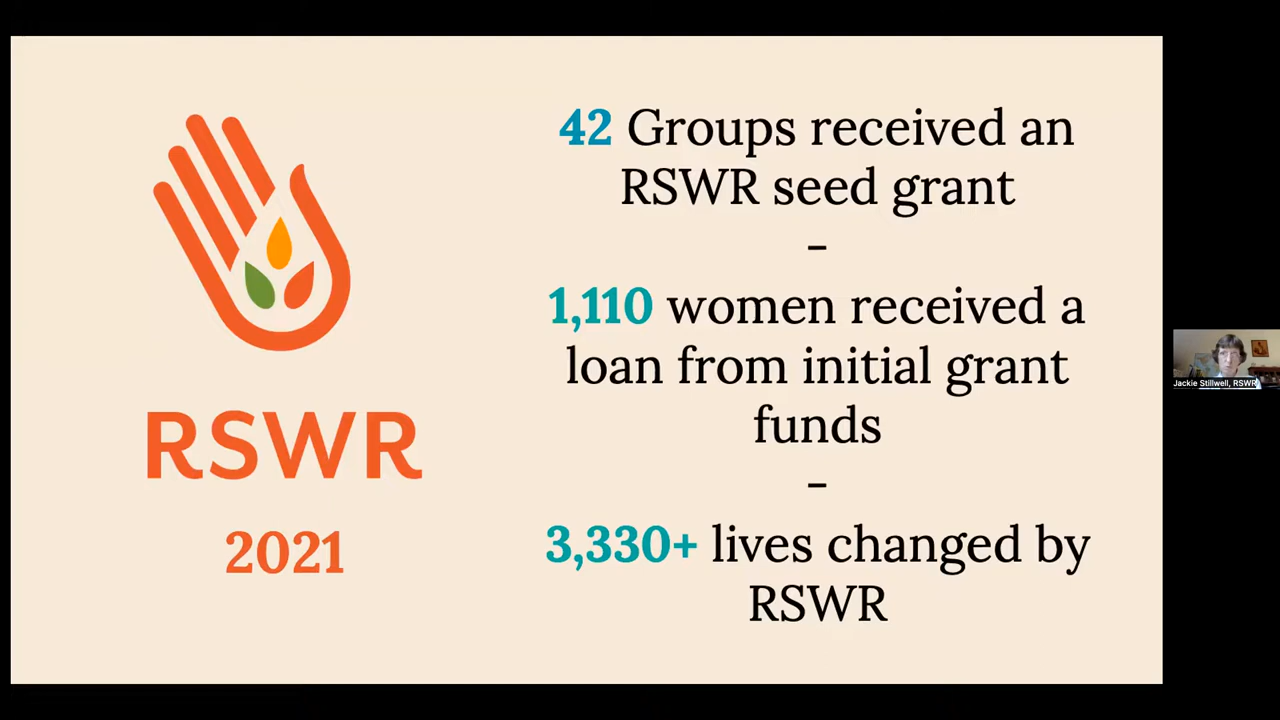 42 Groups received an
RSWR seed grant
–
1,110 women received a
loan from initial grant
funds
–
3,330+ lives changed by
RSWR
RSWR
2021
Jackie Stillwell, RSWR